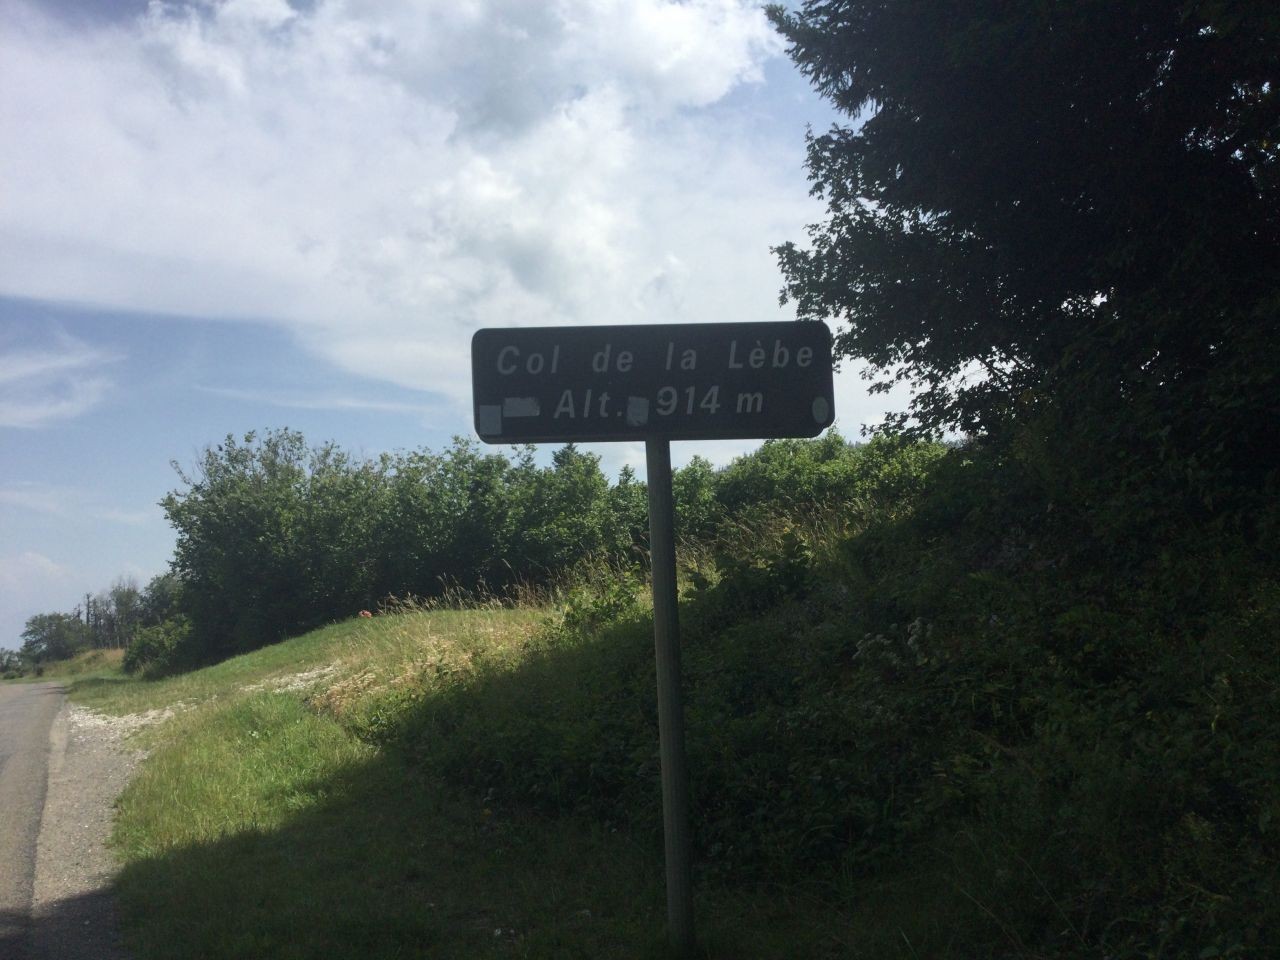 Col de la Lèbe
Alt. 914 m